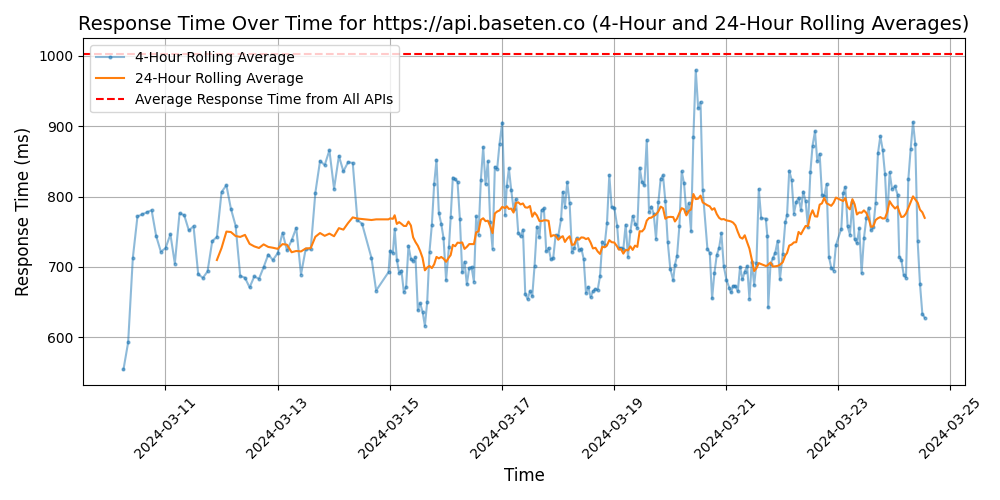 Response Time Over Time for https://api.baseten.co (4-Hour and 24-Hour Rolling Averages)
4-Hour Rolling Average
24-Hour Rolling Average
Average Response Time from All APIs
Response Time (ms)
1000
900
800
700
600
2024-03-11
2024-03-13
2024-03-15
2024-03-17
2024-03-19
2024-03-21
2024-03-23
2024-03-25
Time